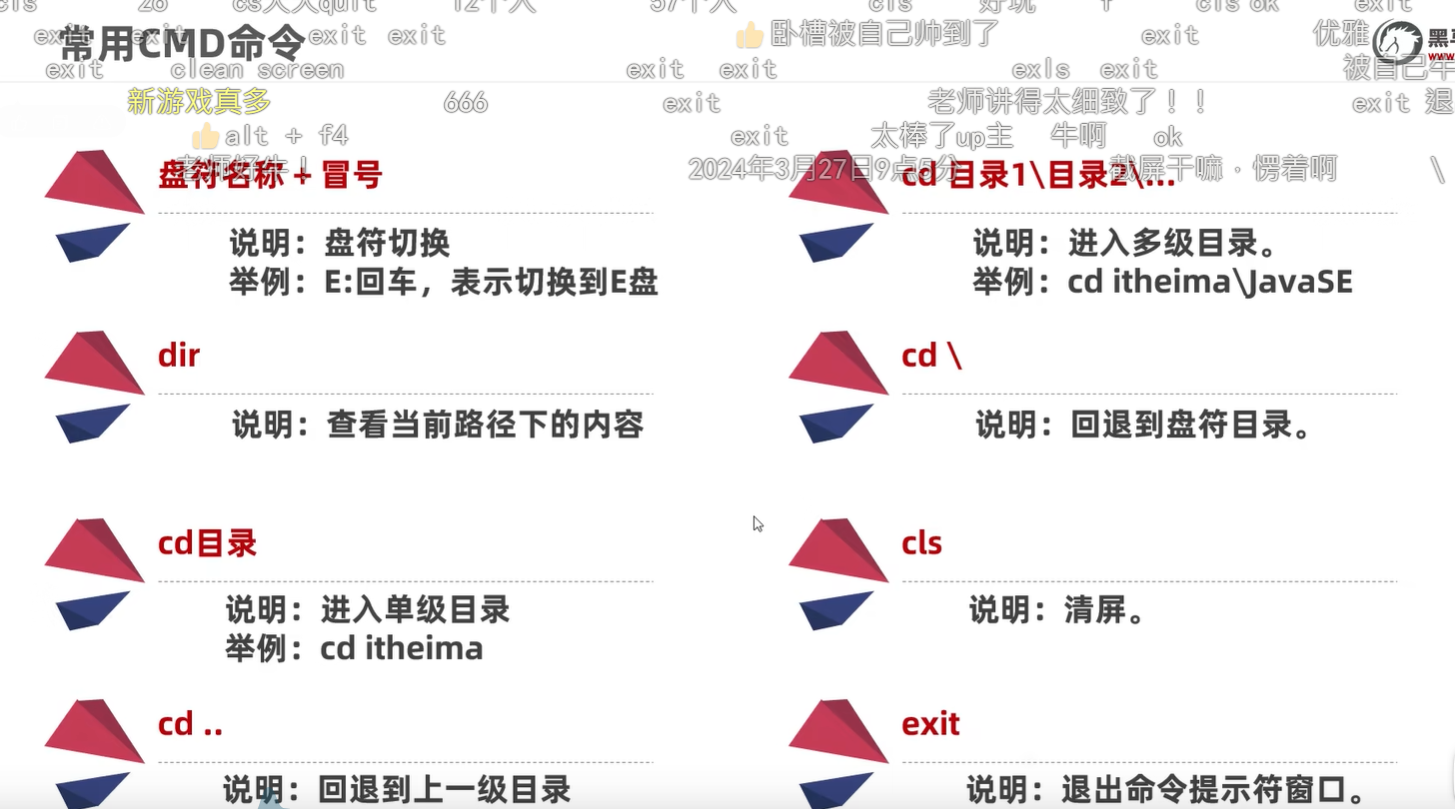 cls 28 cs人人quit 12个人 57个人 cls 好玩 cls ok exit
exit exit exit exit 卧槽被自己帅到了 exit 优雅
常用CMD命令
黑
www
exit clean screen exit exit exls exit 被自己牛
新游戏真多 666 exit 老师讲得太细致了！！ exit 退
alt + f4 exit 太棒了up主 牛啊 ok
老师好牛！ 2024年3月27日9点5分 截屏干嘛·愣着啊 \
盘符名称 + 冒号
说明：盘符切换
举例：E:回车，表示切换到E盘
dir
说明：查看当前路径下的内容
cd目录
说明：进入单级目录
举例：cd itheima
cd ..
说明：回退到上一级目录
cd 目录1\目录2\...
说明：进入多级目录。
举例：cd itheima\JavaSE
cd \
说明：回退到盘符目录。
cls
说明：清屏。
exit
说明：退出命令提示符窗口。